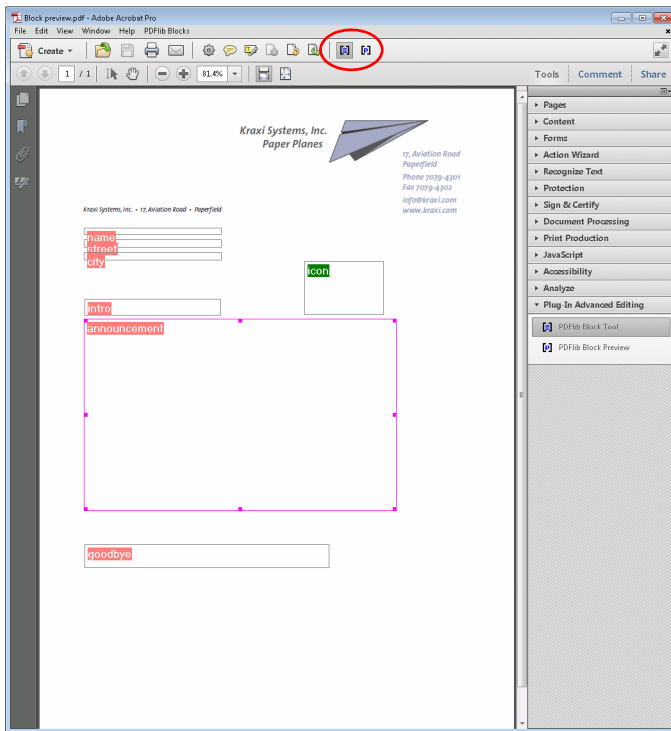 Block preview.pdf - Adobe Acrobat Pro
File Edit View Window Help PDFlib Blocks
Create
1 / 1
81.4%
Tools Comment Share
Kraxi Systems, Inc.
Paper Planes
17, Aviation Road
Paperfield
Phone 7079-4301
Fax 7079-4302
info@kraxi.com
www.kraxi.com
Kraxi Systems, Inc. • 17, Aviation Road • Paperfield
name
street
city
icon
intro
announcement
goodbye
Pages
Content
Forms
Action Wizard
Recognize Text
Protection
Sign & Certify
Document Processing
Print Production
JavaScript
Accessibility
Analyze
Plug-In Advanced Editing
PDFlib Block Tool
PDFlib Block Preview